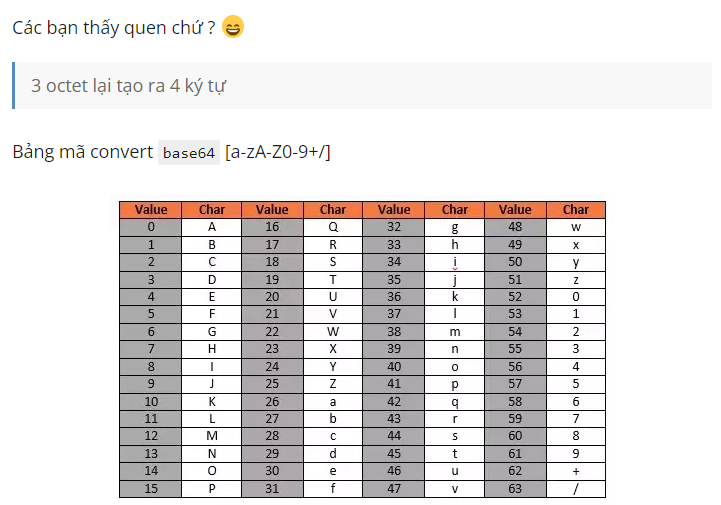 Các bạn thấy quen chứ ? 😄
3 octet lại tạo ra 4 ký tự
Bảng mã convert base64 [a-zA-Z0-9+/]
Value Char Value Char Value Char Value Char
0 A 16 Q 32 g 48 w
1 B 17 R 33 h 49 x
2 C 18 S 34 i 50 y
3 D 19 T 35 j 51 z
4 E 20 U 36 k 52 0
5 F 21 V 37 l 53 1
6 G 22 W 38 m 54 2
7 H 23 X 39 n 55 3
8 I 24 Y 40 o 56 4
9 J 25 Z 41 p 57 5
10 K 26 a 42 q 58 6
11 L 27 b 43 r 59 7
12 M 28 c 44 s 60 8
13 N 29 d 45 t 61 9
14 O 30 e 46 u 62 +
15 P 31 f 47 v 63 /